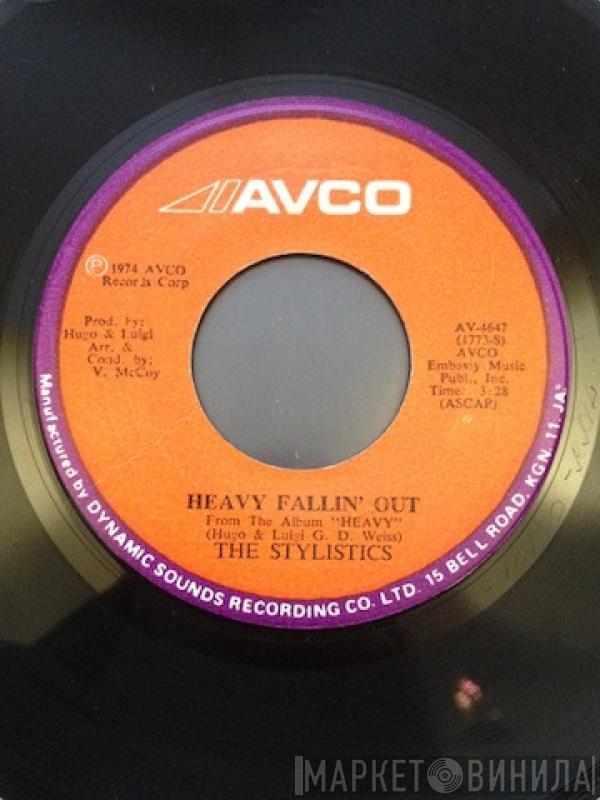 AVCO
Ⓟ 1974 AVCO
Records Corp
Prod. by:
Hugo & Luigi
Arr. &
Cond. by:
V. McCoy
AV-4647
(1773-S)
AVCO
Embassy Music
Publ., Inc.
Time: 3:28
(ASCAP)
HEAVY FALLIN' OUT
From The Album "HEAVY"
(Hugo & Luigi G. D. Weiss)
THE STYLISTICS
Manufactured by DYNAMIC SOUNDS RECORDING CO. LTD. 15 BELL ROAD, KGN. 11. JA.
МАРКЕТ ВИНИЛА